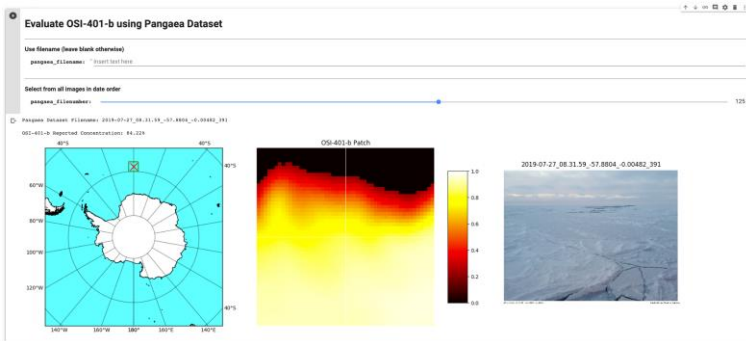 Evaluate OSI-401-b using Pangaea Dataset
Use filename (leave blank otherwise)
pangaea_filename: "Insert text here
Select from all images in date order
pangaea_filenumber: 125
Pangaea Dataset Filename: 2019-07-27_08.31.59_-57.8804_-0.00482_391
OSI-401-b Reported Concentration: 84.22%
40°S 40°S
OSI-401-b Patch
2019-07-27_08.31.59_-57.8804_-0.00482_391
40°S
60°W
80°W
100°W
120°W
40°S
140°W 160°W 180° 160°E 140°E
1.0
0.8
0.6
0.4
0.2
0.0